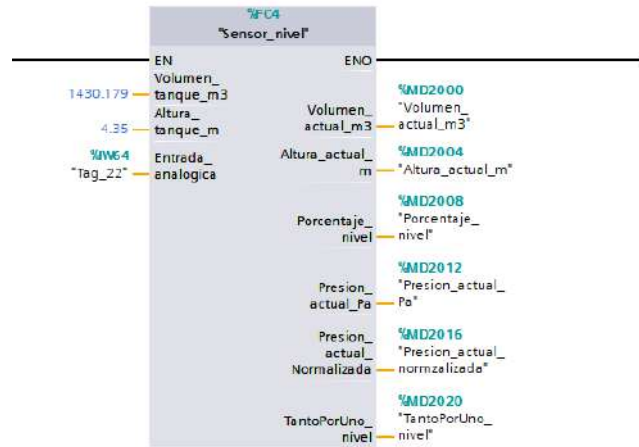 %FC4
"Sensor_nivel"
EN
ENO
Volumen_
1430.179
tanque_m3
Altura_
4.35
tanque_m
%IW64
Entrada_
"Tag_22"
analogica
%MD2000
Volumen_
"Volumen_
actual_m3
actual_m3"
Altura_actual_
%MD2004
m
"Altura_actual_m"
%MD2008
Porcentaje_
"Porcentaje_
nivel
nivel"
%MD2012
Presion_
"Presion_actual_
actual_Pa
Pa"
Presion_
%MD2016
actual_
"Presion_actual_
Normalizada
normzalizada"
%MD2020
TantoPorUno_
"TantoPorUno_
nivel
nivel"